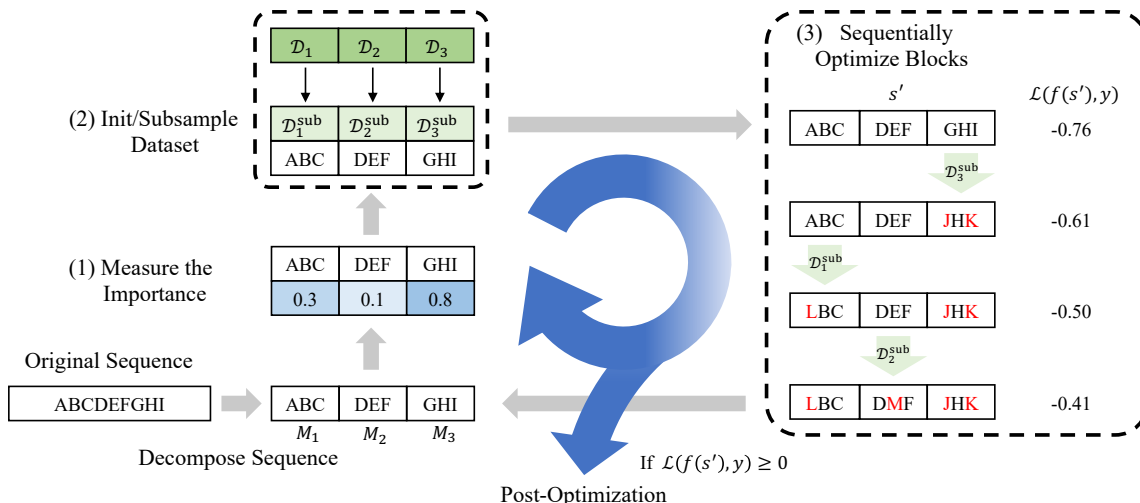 𝒟₁ 𝒟₂ 𝒟₃
(2) Init/Subsample
Dataset
𝒟₁ˢᵘᵇ 𝒟₂ˢᵘᵇ 𝒟₃ˢᵘᵇ
ABC DEF GHI
(1) Measure the
Importance
ABC DEF GHI
0.3 0.1 0.8
Original Sequence
ABCDEFGHI
ABC DEF GHI
M₁ M₂ M₃
Decompose Sequence
(3) Sequentially
Optimize Blocks
s′ ℒ(f(s′), y)
ABC DEF GHI -0.76
𝒟₃ˢᵘᵇ
ABC DEF JHK -0.61
𝒟₁ˢᵘᵇ
LBC DEF JHK -0.50
𝒟₂ˢᵘᵇ
LBC DMF JHK -0.41
If ℒ(f(s′), y) ≥ 0
Post-Optimization